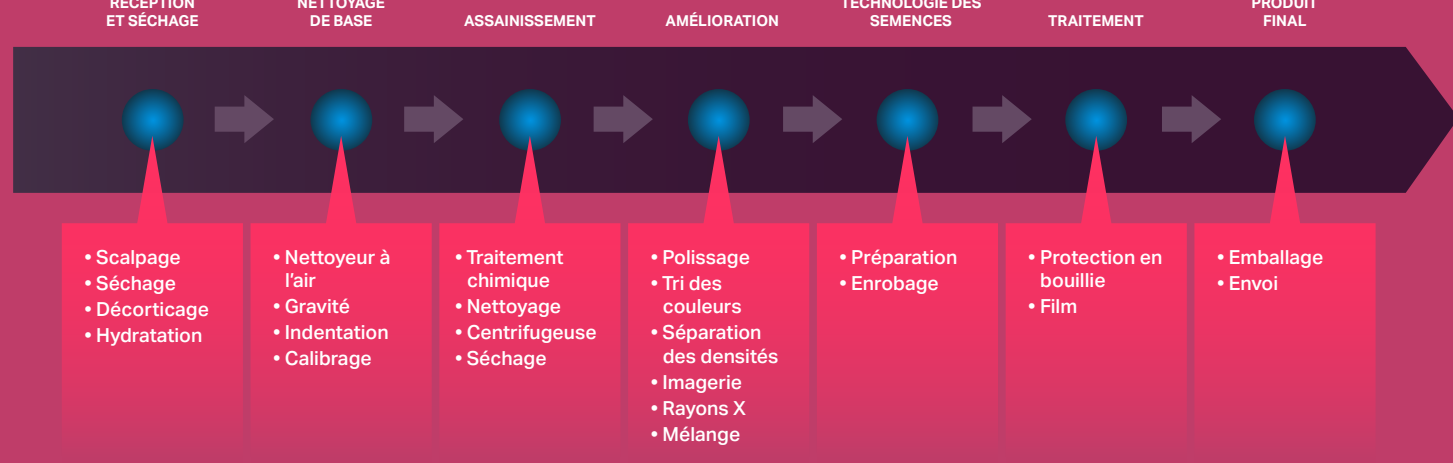 RÉCEPTION
ET SÉCHAGE
NETTOYAGE
DE BASE
ASSAINISSEMENT
AMÉLIORATION
TECHNOLOGIE DES
SEMENCES
TRAITEMENT
PRODUIT
FINAL
• Scalpage
• Séchage
• Décorticage
• Hydratation
• Nettoyeur à
l’air
• Gravité
• Indentation
• Calibrage
• Traitement
chimique
• Nettoyage
• Centrifugeuse
• Séchage
• Polissage
• Tri des
couleurs
• Séparation
des densités
• Imagerie
• Rayons X
• Mélange
• Préparation
• Enrobage
• Protection en
bouillie
• Film
• Emballage
• Envoi